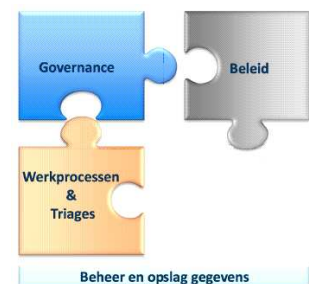 Governance
Beleid
Werkprocessen
&
Triages
Beheer en opslag gegevens